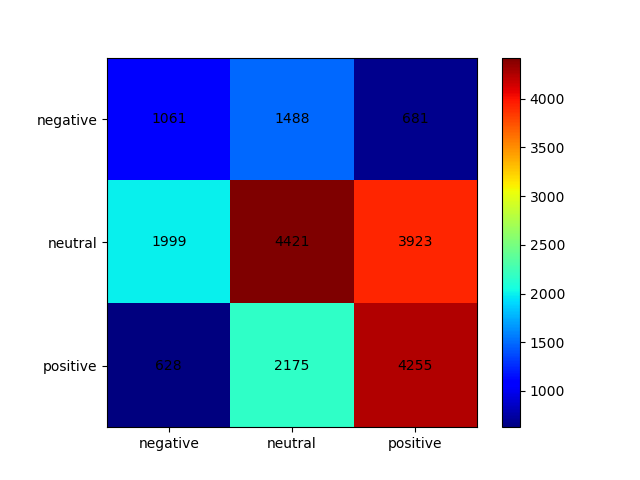 negative 1061 1488 681
neutral 1999 4421 3923
positive 628 2175 4255
negative neutral positive
4000
3500
3000
2500
2000
1500
1000